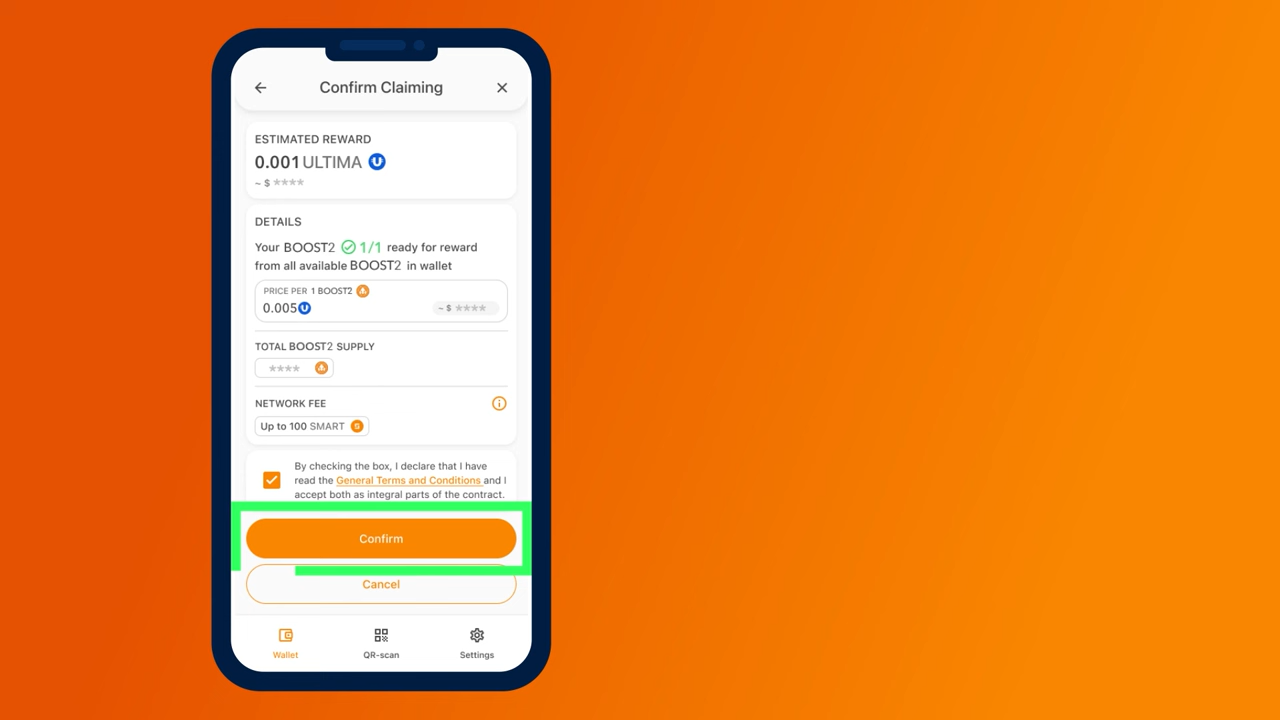 Confirm Claiming
ESTIMATED REWARD
0.001 ULTIMA
~ $ ****
DETAILS
Your BOOST2 1/1 ready for reward
from all available BOOST2 in wallet
PRICE PER 1 BOOST2
0.005
~ $ ****
TOTAL BOOST2 SUPPLY
****
NETWORK FEE
Up to 100 SMART
By checking the box, I declare that I have
read the General Terms and Conditions and I
accept both as integral parts of the contract.
Confirm
Cancel
Wallet
QR-scan
Settings